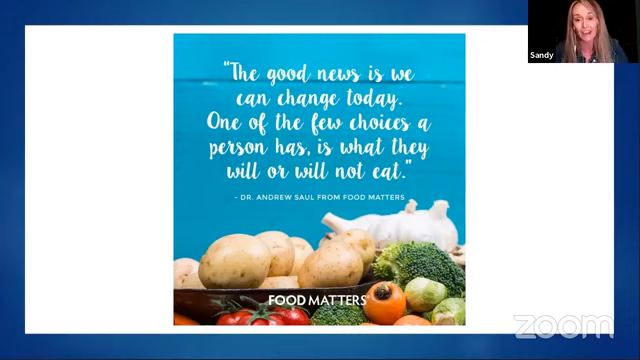 Sandy
"The good news is we
can change today.
One of the few choices a
person has, is what they
will or will not eat."
- DR. ANDREW SAUL FROM FOOD MATTERS
FOOD MATTERS
zoom